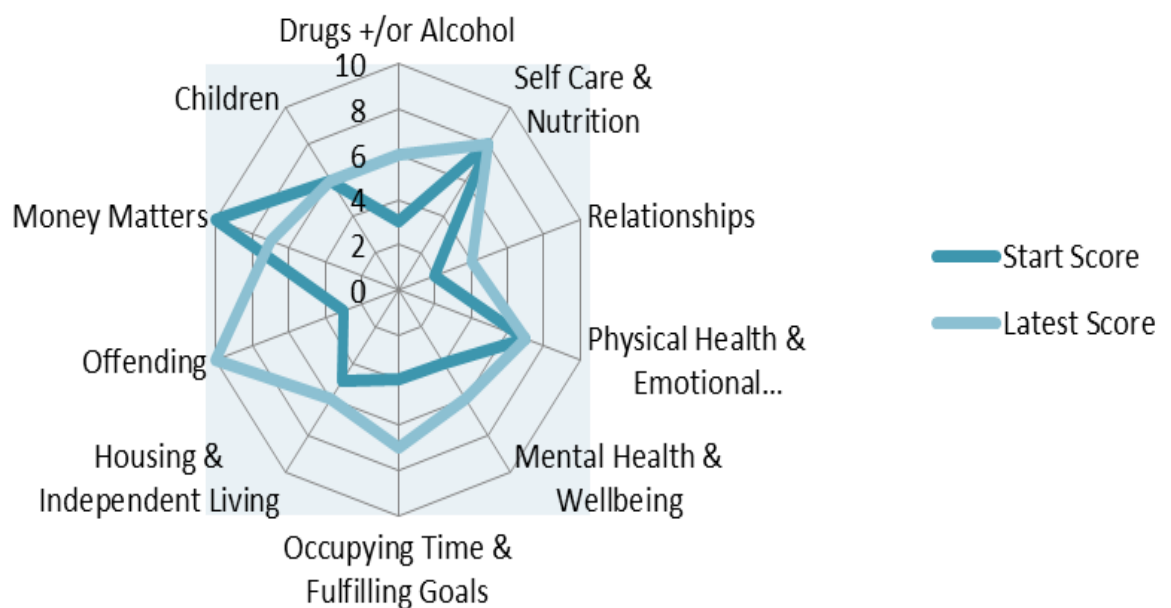 Drugs +/or Alcohol
10
8
6
4
2
0
Self Care &
Nutrition
Relationships
Physical Health &
Emotional...
Mental Health &
Wellbeing
Occupying Time &
Fulfilling Goals
Housing &
Independent Living
Offending
Money Matters
Children
Start Score
Latest Score